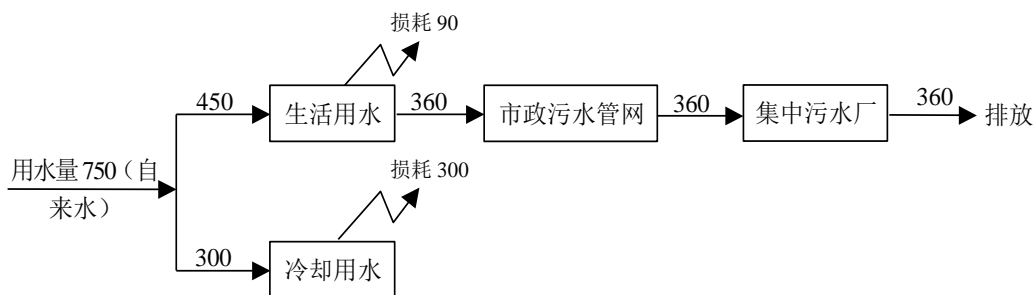 损耗 90
450
生活用水
360
市政污水管网
360
集中污水厂
360
排放
用水量 750（自
来水）
损耗 300
300
冷却用水